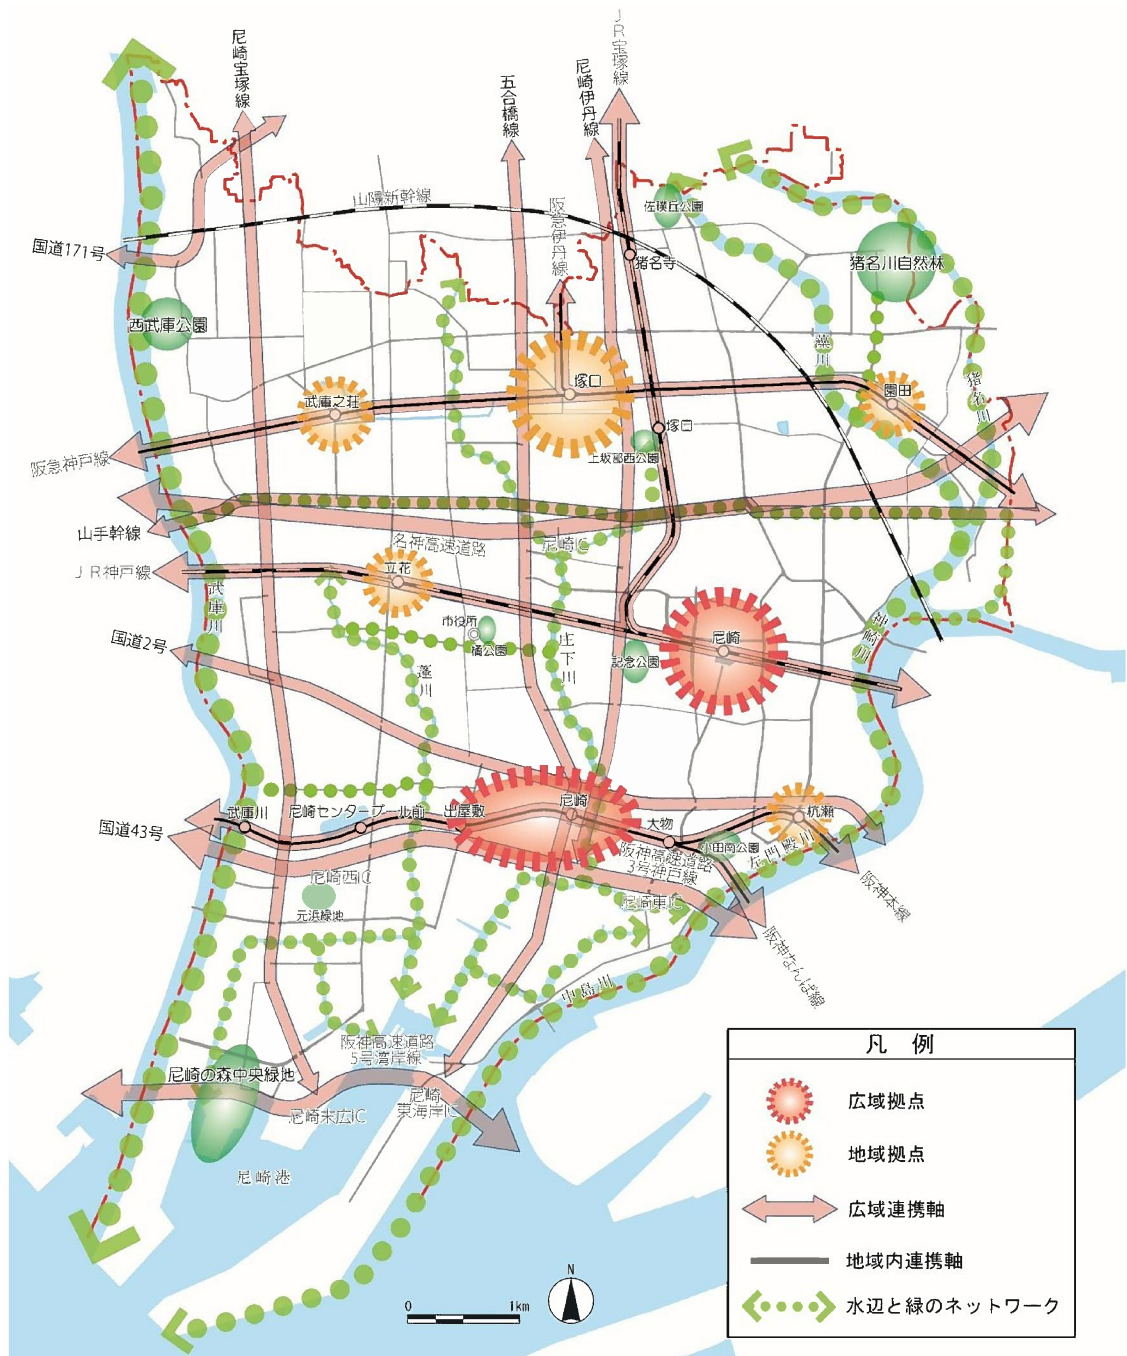 尼崎宝塚線
五合橋線
尼崎伊丹線
ＪＲ宝塚線
山陽新幹線
阪急伊丹線
佐璞丘公園
国道171号
猪名寺
猪名川自然林
西武庫公園
藻川
武庫之荘
塚口
園田
猪名川
塚口
阪急神戸線
上坂部西公園
山手幹線
名神高速道路
尼崎IC
ＪＲ神戸線
立花
武庫川
市役所
橘公園
庄下川
尼崎
神崎川
国道2号
記念公園
蓬川
武庫川
尼崎センタープール前
出屋敷
尼崎
大物
杭瀬
国道43号
小田南公園
左門殿川
阪神高速道路
3号神戸線
尼崎西IC
元浜緑地
尼崎東IC
阪神本線
阪神なんば線
中島川
阪神高速道路
5号湾岸線
尼崎の森中央緑地
尼崎末広IC
尼崎
東海岸IC
尼崎港
凡　例
広域拠点
地域拠点
広域連携軸
地域内連携軸
水辺と緑のネットワーク
N
0 1km